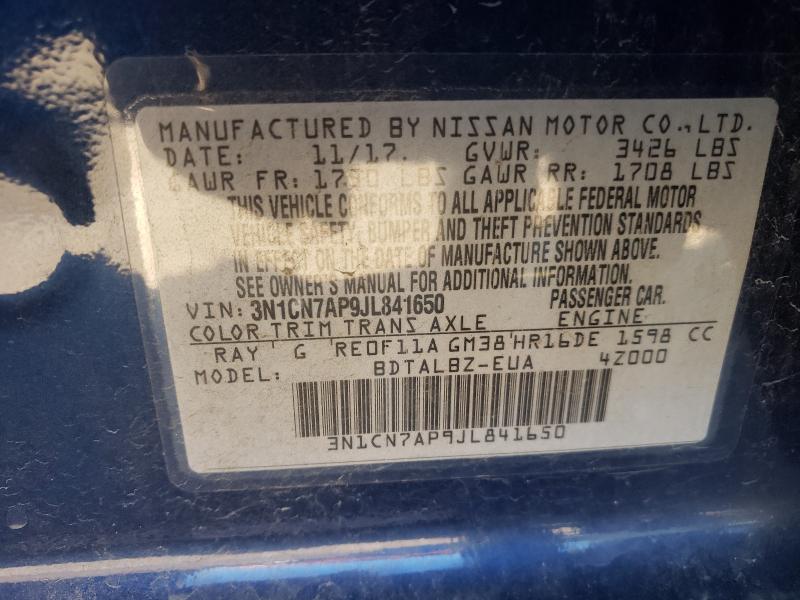 MANUFACTURED BY NISSAN MOTOR CO., LTD.
DATE: 11/17. GVWR: 3426 LBS
GAWR FR: 1730 LBS GAWR RR: 1708 LBS
THIS VEHICLE CONFORMS TO ALL APPLICABLE FEDERAL MOTOR
VEHICLE SAFETY, BUMPER AND THEFT PREVENTION STANDARDS
IN EFFECT ON THE DATE OF MANUFACTURE SHOWN ABOVE.
SEE OWNER'S MANUAL FOR ADDITIONAL INFORMATION.
VIN: 3N1CN7AP9JL841650 PASSENGER CAR.
COLOR TRIM TRANS AXLE ENGINE
RAY G RE0F11A GM38 HR16DE 1598 CC
MODEL: BDTALBZ-EUA 4Z000
3N1CN7AP9JL841650